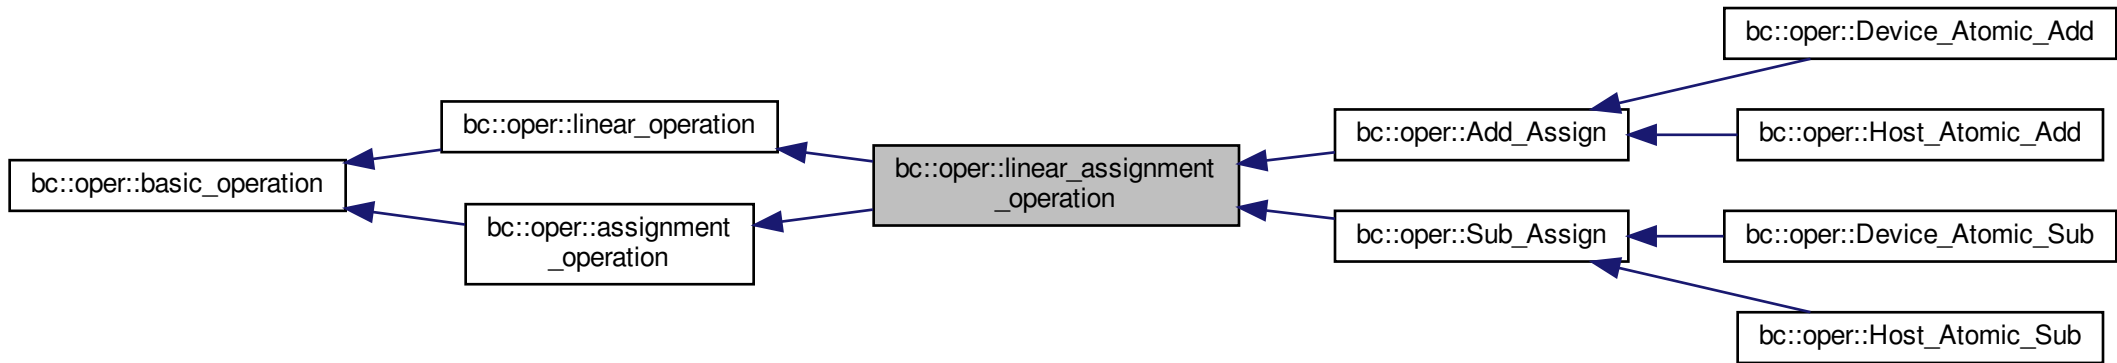 bc::oper::basic_operation
bc::oper::linear_operation
bc::oper::assignment
_operation
bc::oper::linear_assignment
_operation
bc::oper::Add_Assign
bc::oper::Sub_Assign
bc::oper::Device_Atomic_Add
bc::oper::Host_Atomic_Add
bc::oper::Device_Atomic_Sub
bc::oper::Host_Atomic_Sub